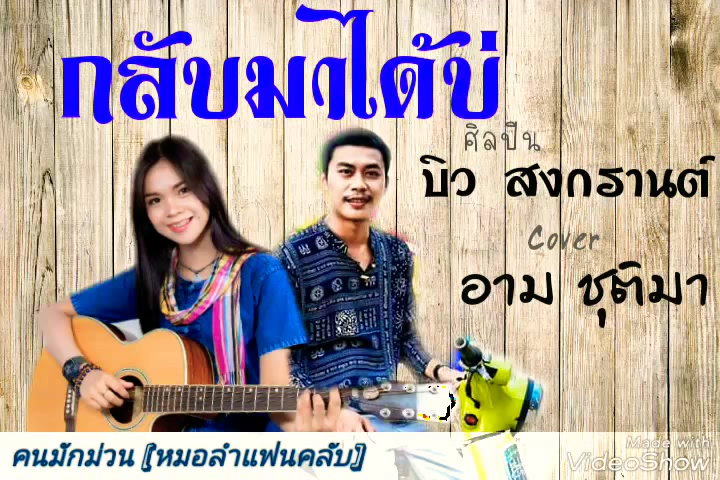 กลับมาได้บ่
ศิลปิน
บิว สงกรานต์
Cover
อาม ชุติมา
คนมักม่วน [หมอลำแฟนคลับ]
Made with
VideoShow